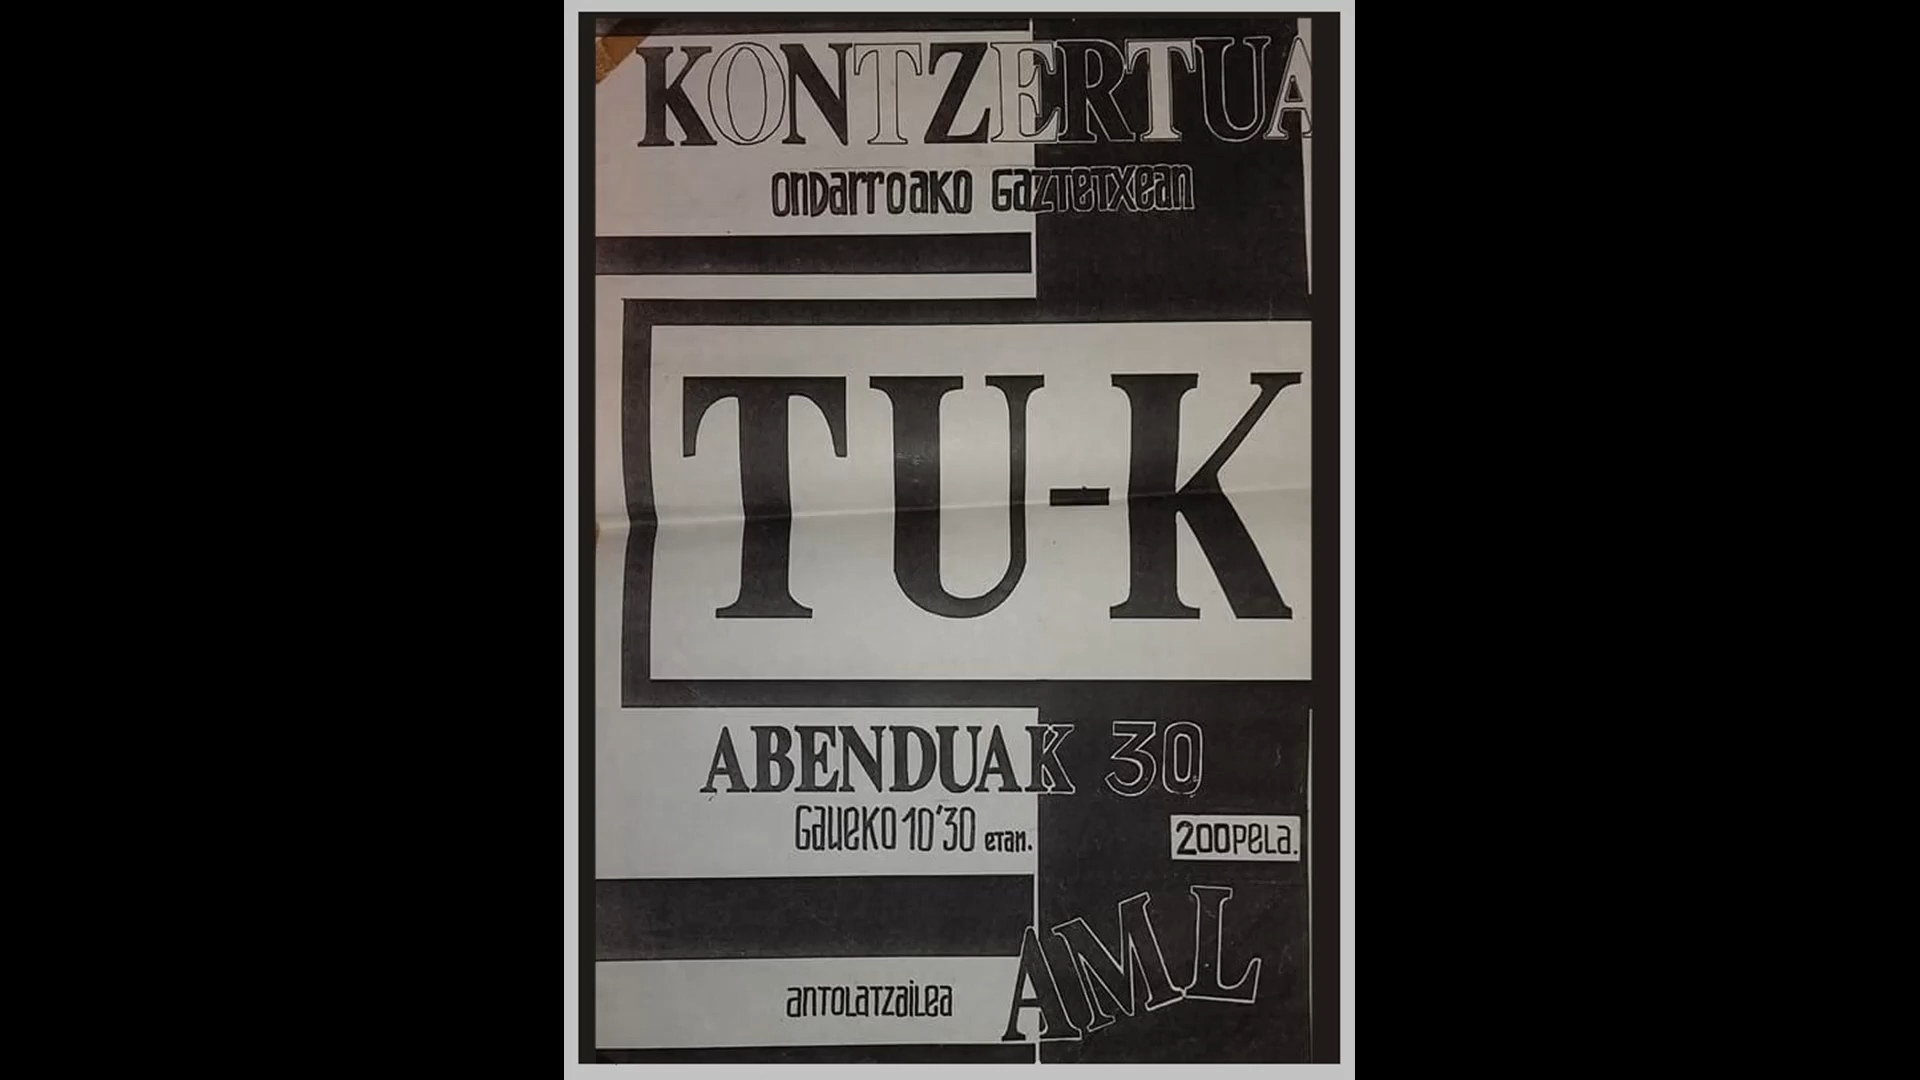 KONTZERTUA
ONDARROAKO GAZTETXEAN
TU-K
ABENDUAK 30
GAUEKO 10'30 ETAN.
200PELA.
ANTOLATZAILEA AML